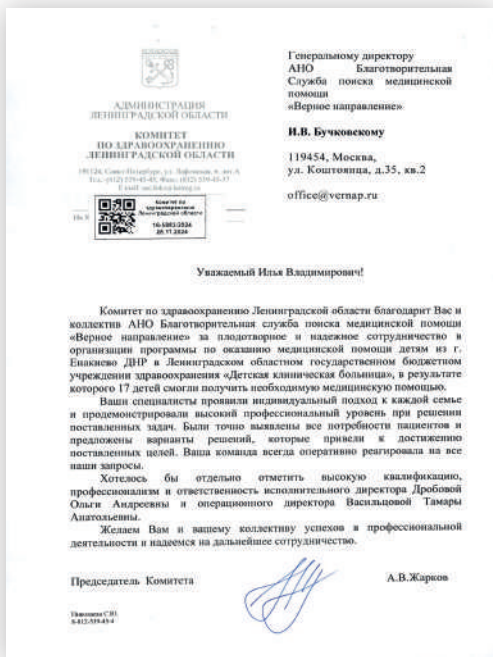 АДМИНИСТРАЦИЯ
ЛЕНИНГРАДСКОЙ ОБЛАСТИ
КОМИТЕТ
ПО ЗДРАВООХРАНЕНИЮ
ЛЕНИНГРАДСКОЙ ОБЛАСТИ
Комитет по
здравоохранению
Ленинградской области
Генеральному директору
АНО Благотворительная
Служба поиска медицинской
помощи
«Верное направление»
И.В. Бучковскому
119454, Москва,
ул. Коштоянца, д.35, кв.2
office@vernap.ru
Уважаемый Илья Владимирович!
Комитет по здравоохранению Ленинградской области благодарит Вас и
коллектив АНО Благотворительная служба поиска медицинской помощи
«Верное направление» за плодотворное и надежное сотрудничество в
организации программы по оказанию медицинской помощи детям из г.
Енакиево ДНР в Ленинградском областном государственном бюджетном
учреждении здравоохранения «Детская клиническая больница», в результате
которого 17 детей смогли получить необходимую медицинскую помощью.
Ваши специалисты проявили индивидуальный подход к каждой семье
и продемонстрировали высокий профессиональный уровень при решении
поставленных задач. Были точно выявлены все потребности пациентов и
предложены варианты решений, которые привели к достижению
поставленных целей. Ваша команда всегда оперативно реагировала на все
наши запросы.
Хотелось бы отдельно отметить высокую квалификацию,
профессионализм и ответственность исполнительного директора Дробовой
Ольги Андреевны и операционного директора Васильцовой Тамары
Анатольевны.
Желаем Вам и вашему коллективу успехов в профессиональной
деятельности и надеемся на дальнейшее сотрудничество.
Председатель Комитета
А.В.Жарков